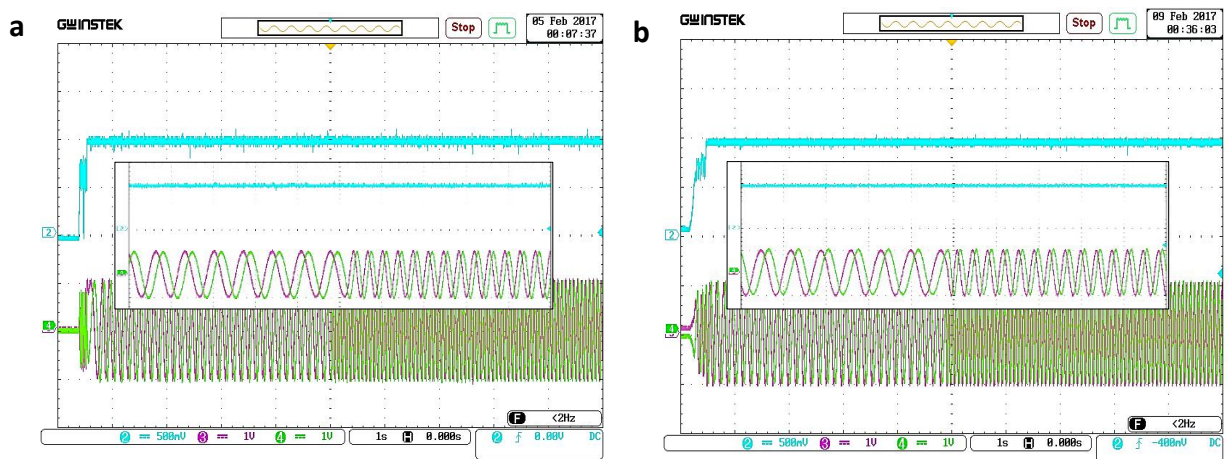 a
GWINSTEK
Stop
05 Feb 2017
00:07:37
2
4
F <2Hz
2 500mV 3 1V 4 1V
1s H 0.000s
2 0.00V DC
b
GWINSTEK
Stop
09 Feb 2017
00:36:03
2
4
F <2Hz
2 500mV 3 1V 4 1V
1s H 0.000s
2 -400mV DC